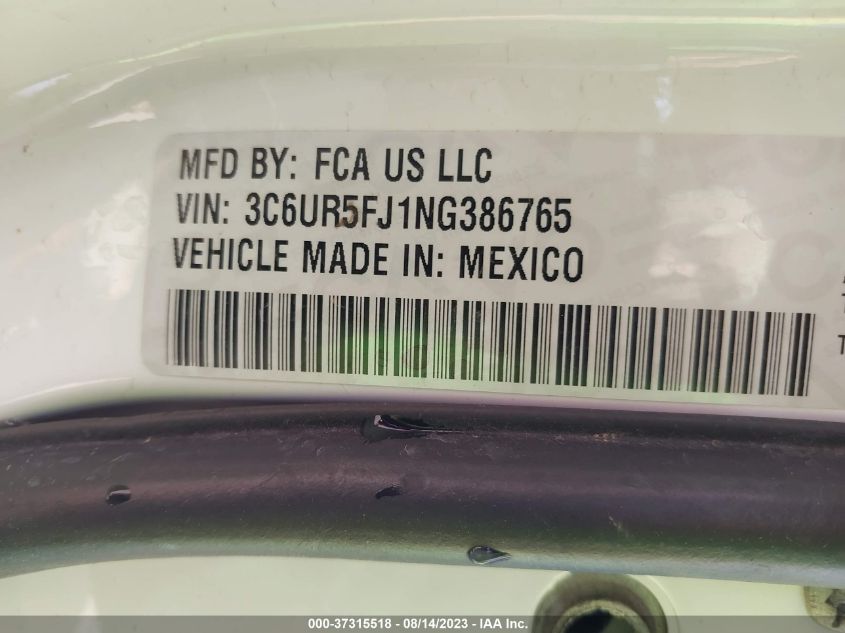 MFD BY: FCA US LLC
VIN: 3C6UR5FJ1NG386765
VEHICLE MADE IN: MEXICO
T
000-37315518 - 08/14/2023 - IAA Inc.